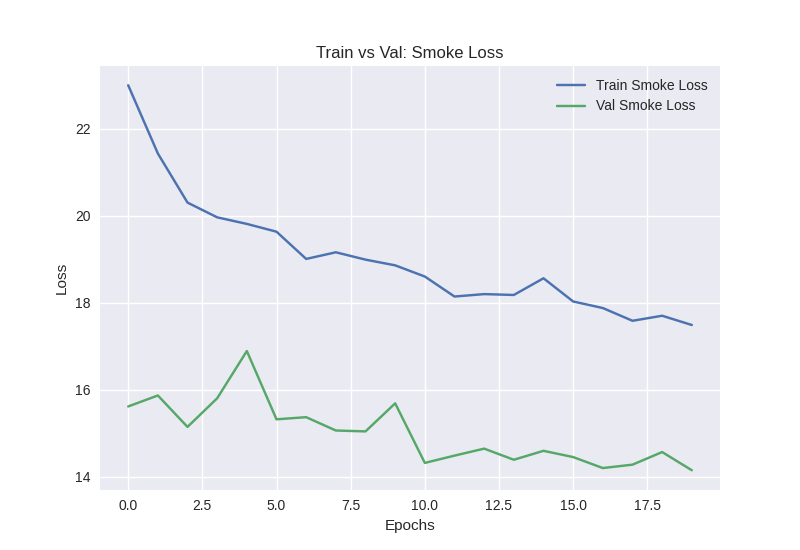 Train vs Val: Smoke Loss
Train Smoke Loss
Val Smoke Loss
Loss
22
20
18
16
14
0.0 2.5 5.0 7.5 10.0 12.5 15.0 17.5
Epochs